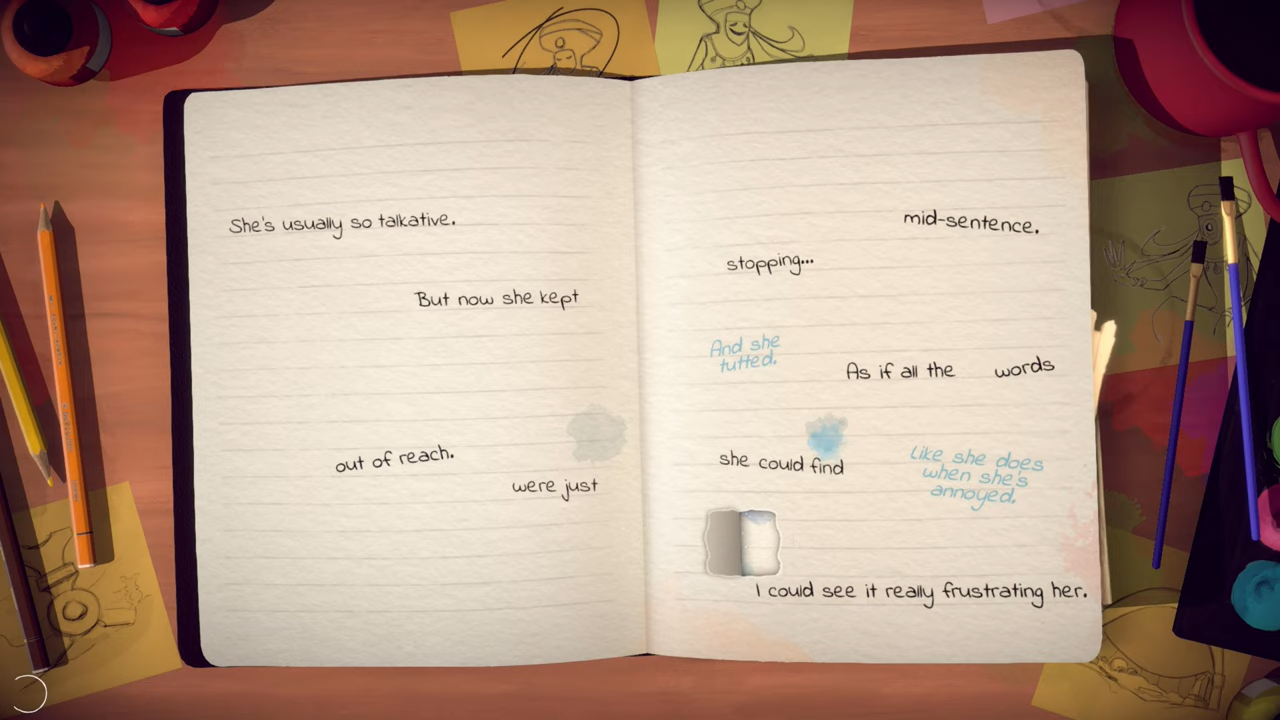 She's usually so talkative.
But now she kept
out of reach.
were just
mid-sentence.
stopping...
And she
tutted.
As if all the words
she could find
Like she does
when she's
annoyed.
I could see it really frustrating her.